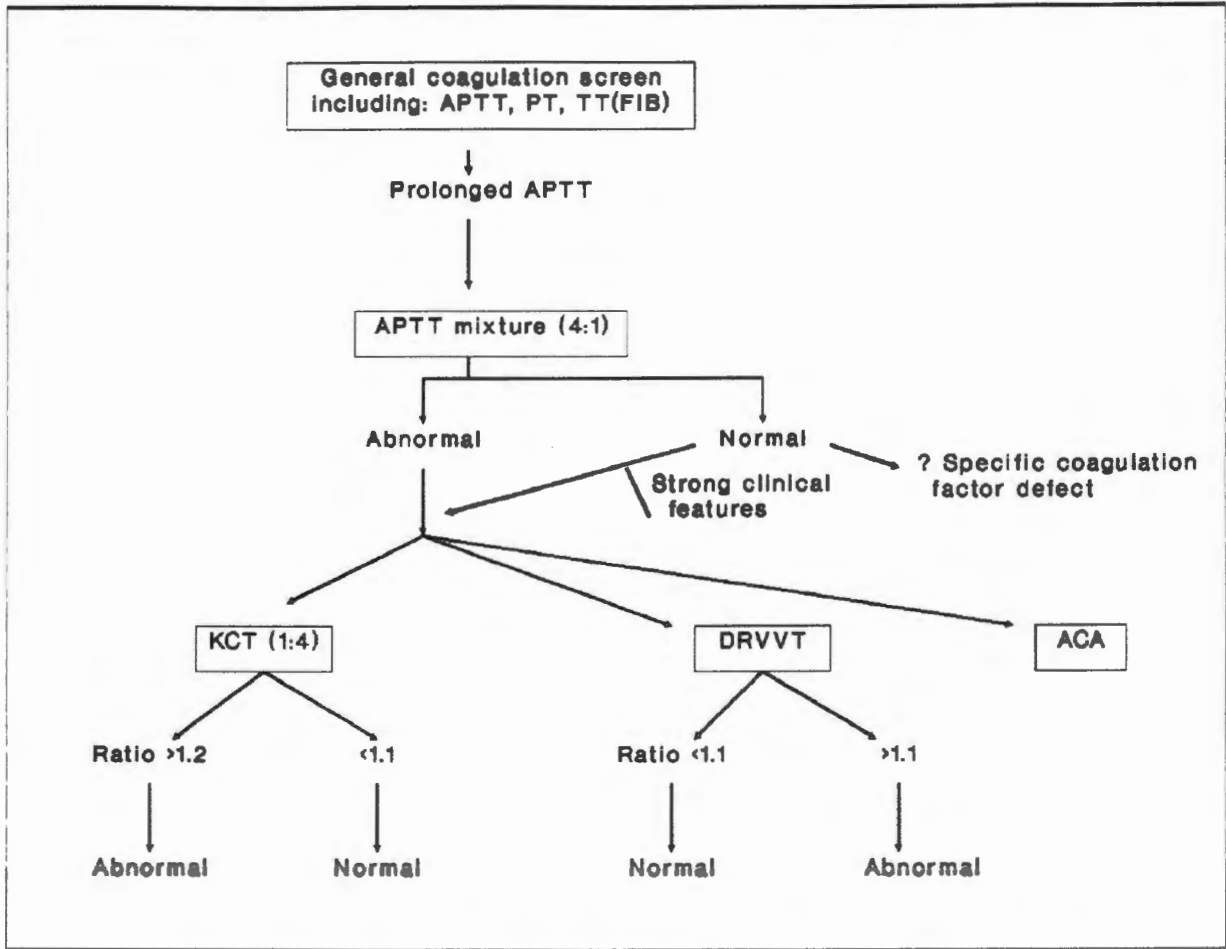 General coagulation screen
including: APTT, PT, TT(FIB)
Prolonged APTT
APTT mixture (4:1)
Abnormal
Normal
? Specific coagulation
factor defect
Strong clinical
features
KCT (1:4)
DRVVT
ACA
Ratio >1.2
<1.1
Ratio <1.1
>1.1
Abnormal
Normal
Normal
Abnormal